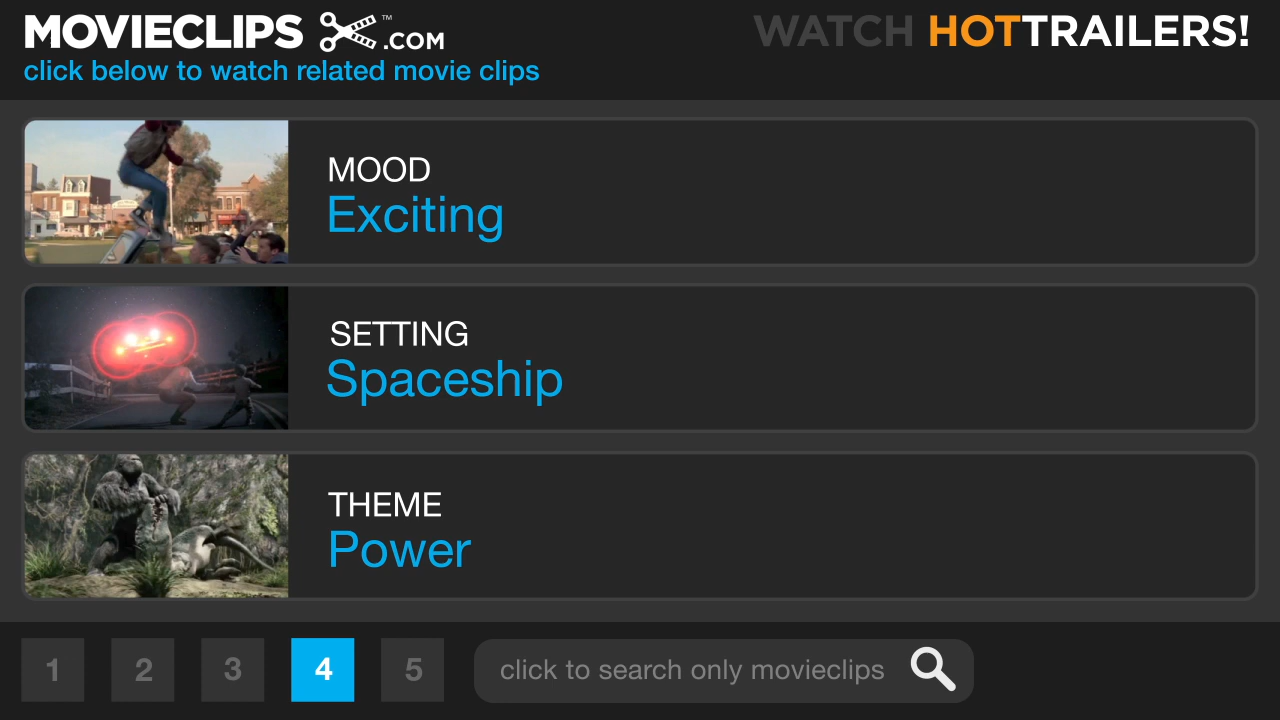 MOVIECLIPS ™ .COM
WATCH HOTTRAILERS!
click below to watch related movie clips
MOOD
Exciting
SETTING
Spaceship
THEME
Power
1 2 3 4 5 click to search only movieclips